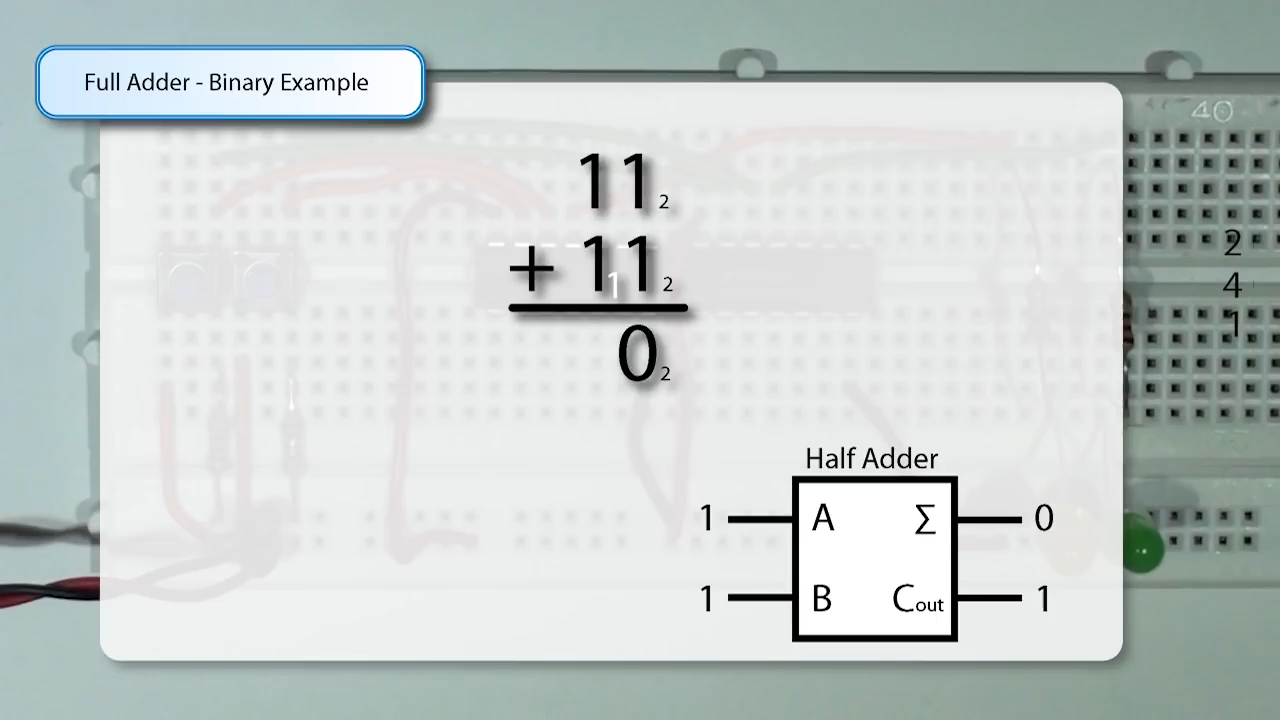 Full Adder - Binary Example
40
11₂
+ 11₂
1
0₂
2
4
1
Half Adder
1 A Σ 0
1 B Cout 1